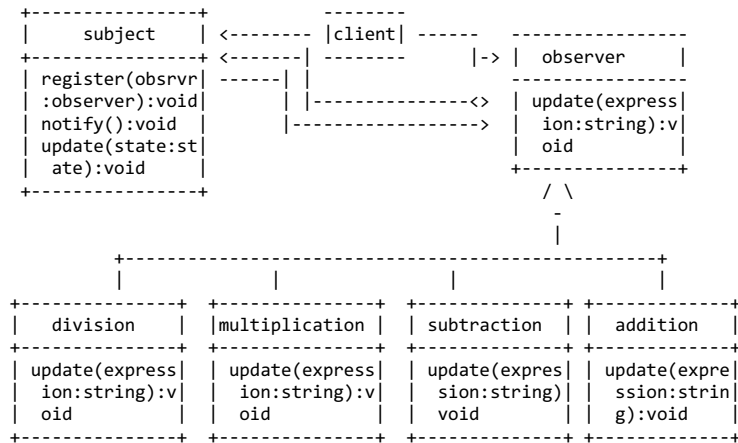 subject
client
observer
register(obsrvr
:observer):void
notify():void
update(state:st
ate):void
update(express
ion:string):v
oid
division
update(express
ion:string):v
oid
multiplication
update(express
ion:string):v
oid
subtraction
update(expres
sion:string)
void
addition
update(expre
ssion:strin
g):void